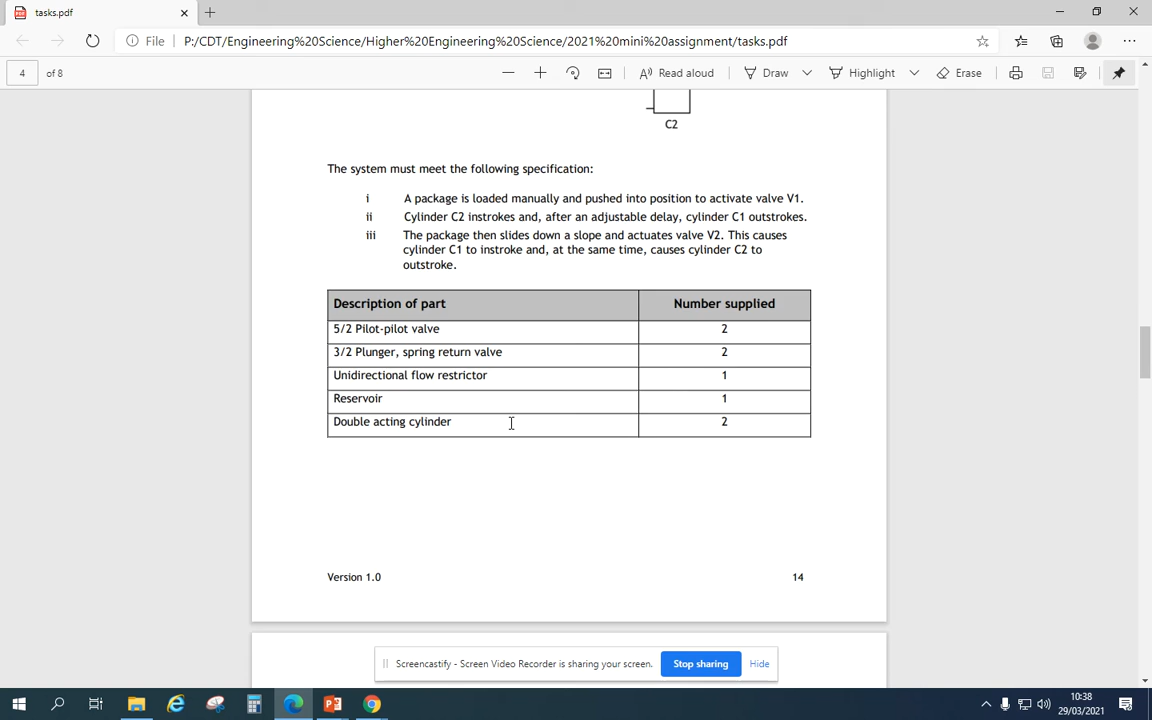 tasks.pdf
File
P:/CDT/Engineering%20Science/Higher%20Engineering%20Science/2021%20mini%20assignment/tasks.pdf
4
of 8
Read aloud
Draw
Highlight
Erase
C2
The system must meet the following specification:
i A package is loaded manually and pushed into position to activate valve V1.
ii Cylinder C2 instrokes and, after an adjustable delay, cylinder C1 outstrokes.
iii The package then slides down a slope and actuates valve V2. This causes
cylinder C1 to instroke and, at the same time, causes cylinder C2 to
outstroke.
Description of part Number supplied
5/2 Pilot-pilot valve 2
3/2 Plunger, spring return valve 2
Unidirectional flow restrictor 1
Reservoir 1
Double acting cylinder 2
Version 1.0 14
Screencastify - Screen Video Recorder is sharing your screen.
Stop sharing
Hide
10:38
29/03/2021